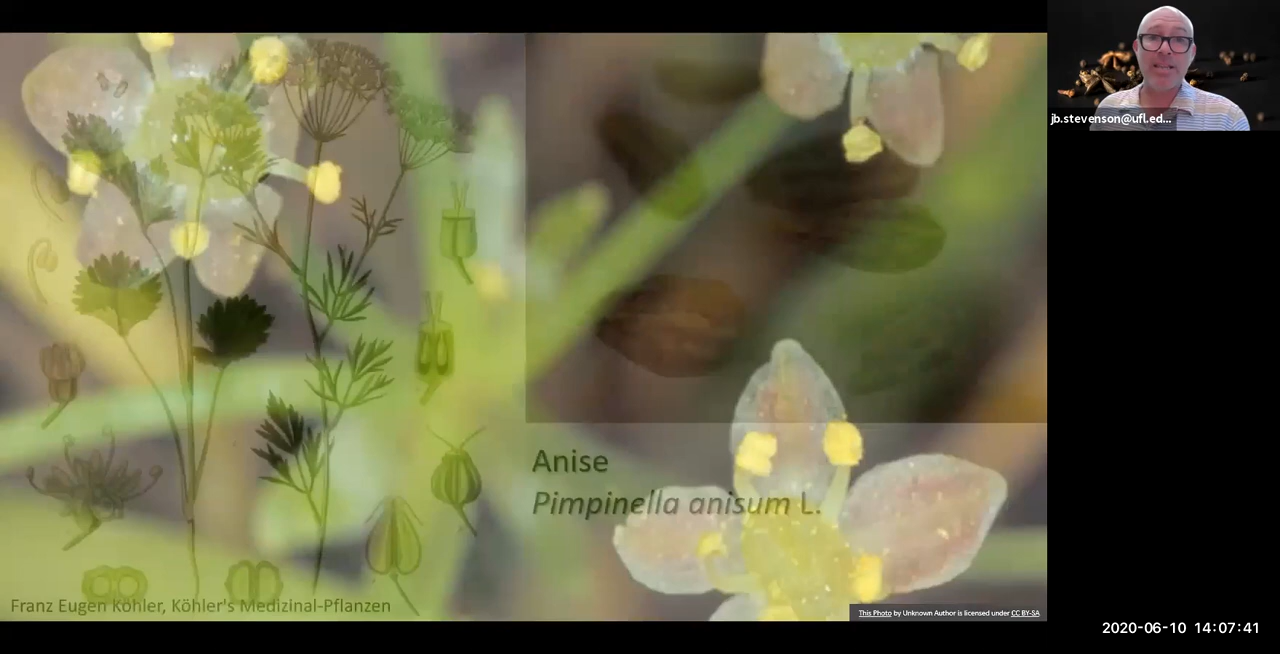 jb.stevenson@ufl.ed...
Anise
Pimpinella anisum L.
Franz Eugen Köhler, Köhler's Medizinal-Pflanzen
This Photo by Unknown Author is licensed under CC BY-SA.
2020-06-10 14:07:41